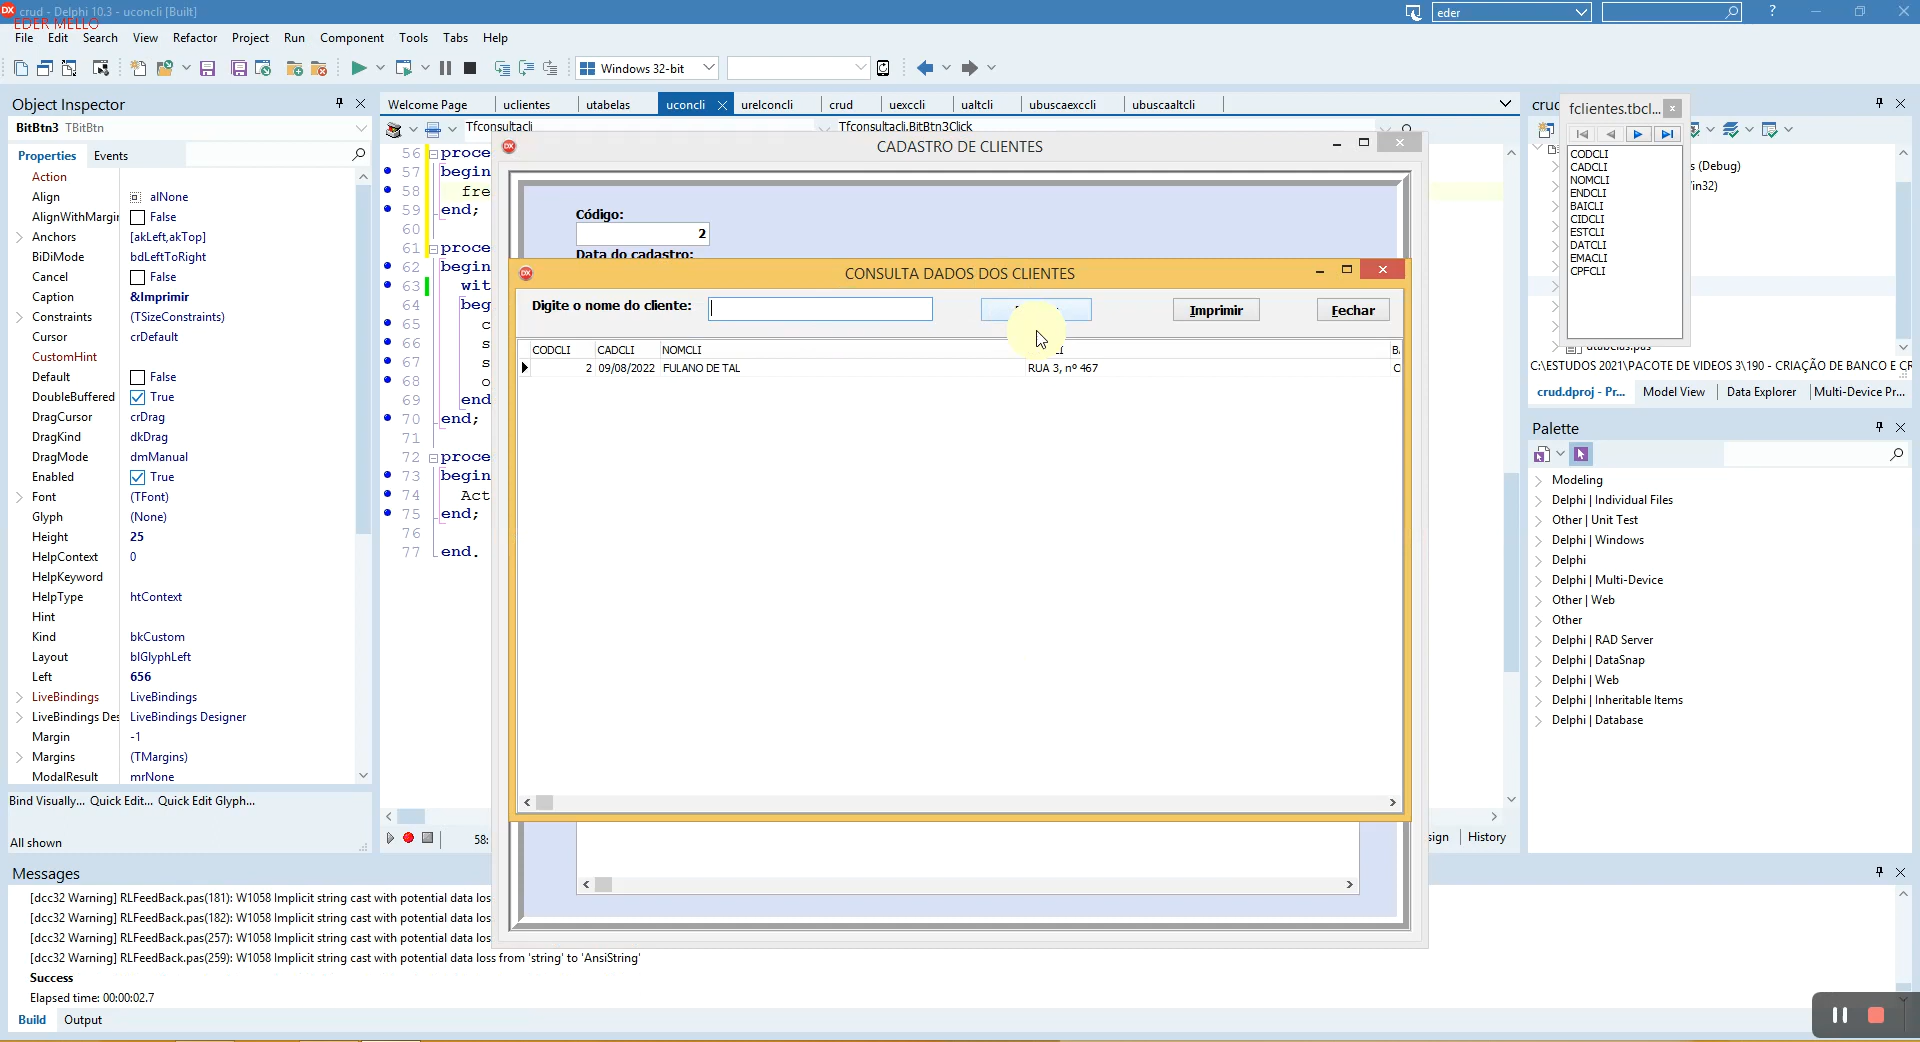 crud - Delphi 10.3 - uconcli [Built]
EDER MELLO
eder
?
File Edit Search View Refactor Project Run Component Tools Tabs Help
Windows 32-bit
Object Inspector
BitBtn3 TBitBtn
Properties Events
Action
Align alNone
AlignWithMargin False
Anchors [akLeft,akTop]
BiDiMode bdLeftToRight
Cancel False
Caption &Imprimir
Constraints (TSizeConstraints)
Cursor crDefault
CustomHint
Default False
DoubleBuffered True
DragCursor crDrag
DragKind dkDrag
DragMode dmManual
Enabled True
Font (TFont)
Glyph (None)
Height 25
HelpContext 0
HelpKeyword
HelpType htContext
Hint
Kind bkCustom
Layout blGlyphLeft
Left 656
LiveBindings LiveBindings
LiveBindings Des LiveBindings Designer
Margin -1
Margins (TMargins)
ModalResult mrNone
Bind Visually... Quick Edit... Quick Edit Glyph...
All shown
Welcome Page uclientes utabelas uconcli urelconcli crud uexccli ualtcli ubuscaexccli ubuscaaltcli
Tfconsultacli Tfconsultacli.BitBtn3Click
56 proce
57 begin
58 fre
59 end;
60
61 proce
62 begin
63 wit
64 beg
65 c
66 s
67 s
68 o
69 end
70 end;
71
72 proce
73 begin
74 Act
75 end;
76
77 end.
58:
sign History
CADASTRO DE CLIENTES
Código:
2
Data do cadastro:
CONSULTA DADOS DOS CLIENTES
Digite o nome do cliente:
Imprimir
Fechar
CODCLI CADCLI NOMCLI
2 09/08/2022 FULANO DE TAL RUA 3, nº 467
fclientes.tbcl...
CODCLI
CADCLI
NOMCLI
ENDCLI
BAICLI
CIDCLI
ESTCLI
DATCLI
EMACLI
CPFCLI
s (Debug)
C:\ESTUDOS 2021\PACOTE DE VIDEOS 3\190 - CRIAÇÃO DE BANCO E CR
crud.dproj - Pr... Model View Data Explorer Multi-Device Pr...
Palette
Modeling
Delphi | Individual Files
Other | Unit Test
Delphi | Windows
Delphi
Delphi | Multi-Device
Other | Web
Other
Delphi | RAD Server
Delphi | DataSnap
Delphi | Web
Delphi | Inheritable Items
Delphi | Database
Messages
[dcc32 Warning] RLFeedBack.pas(181): W1058 Implicit string cast with potential data los
[dcc32 Warning] RLFeedBack.pas(182): W1058 Implicit string cast with potential data los
[dcc32 Warning] RLFeedBack.pas(257): W1058 Implicit string cast with potential data los
[dcc32 Warning] RLFeedBack.pas(259): W1058 Implicit string cast with potential data loss from 'string' to 'AnsiString'
Success
Elapsed time: 00:00:02.7
Build Output